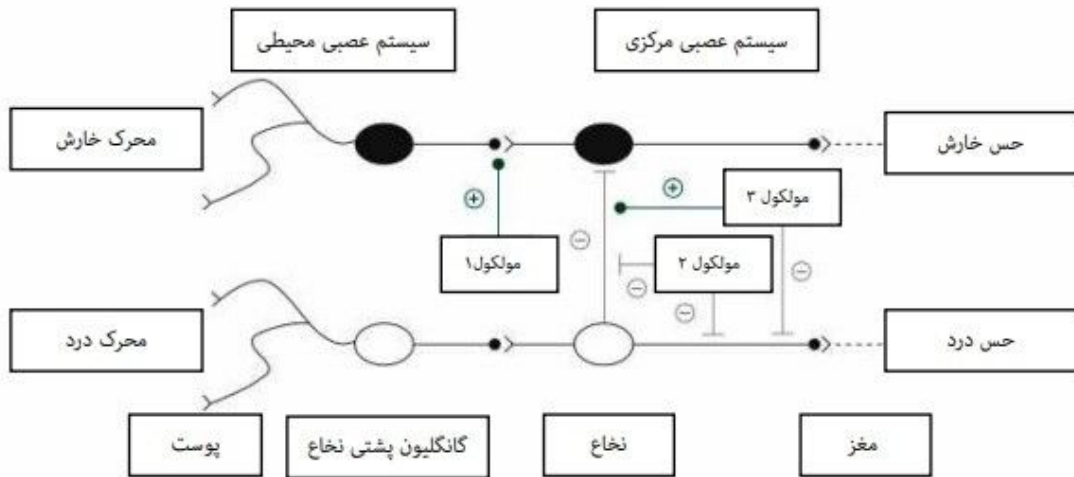 سیستم عصبی محیطی
سیستم عصبی مرکزی
محرک خارش
حس خارش
+
+
مولکول ۳
مولکول۱
−
مولکول ۲
−
−
−
محرک درد
حس درد
پوست
گانگلیون پشتی نخاع
نخاع
مغز